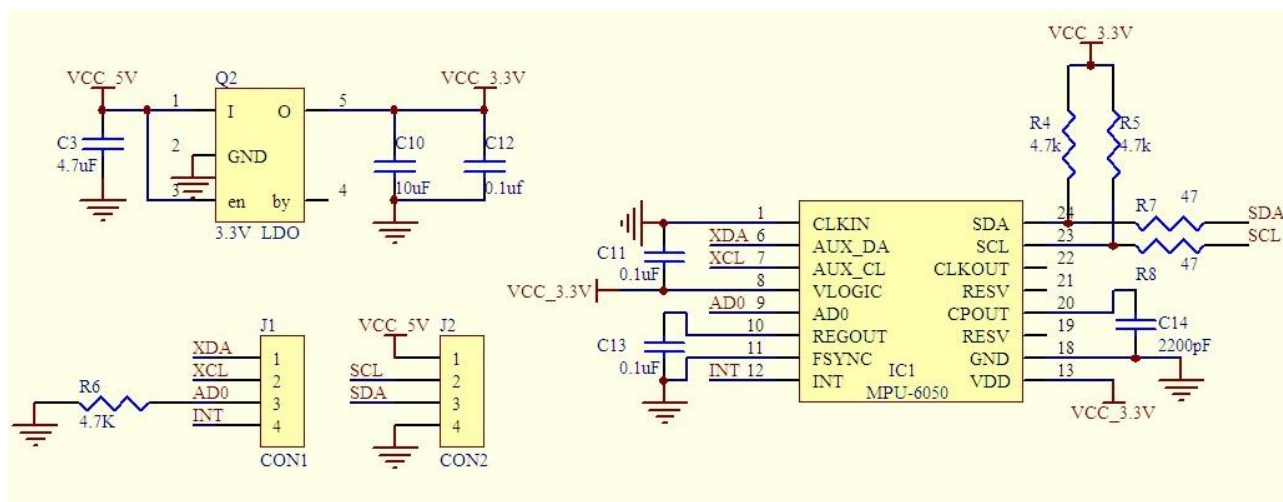 VCC_5V
Q2
VCC_3.3V
1
I
O
5
C3
4.7uF
2
GND
C10
10uF
C12
0.1uf
3
en
by
4
3.3V LDO
VCC_3.3V
R4
4.7k
R5
4.7k
R7
47
SDA
SCL
47
R8
1
CLKIN
SDA
24
XDA
6
AUX_DA
SCL
23
XCL
7
AUX_CL
CLKOUT
22
C11
0.1uF
VCC_3.3V
8
VLOGIC
RESV
21
AD0
9
AD0
CPOUT
20
10
REGOUT
RESV
19
C13
0.1uF
11
FSYNC
GND
18
INT
12
INT
IC1
VDD
13
MPU-6050
C14
2200pF
VCC_3.3V
J1
XDA
1
XCL
2
R6
4.7K
AD0
3
INT
4
CON1
VCC_5V
J2
1
SCL
2
SDA
3
4
CON2